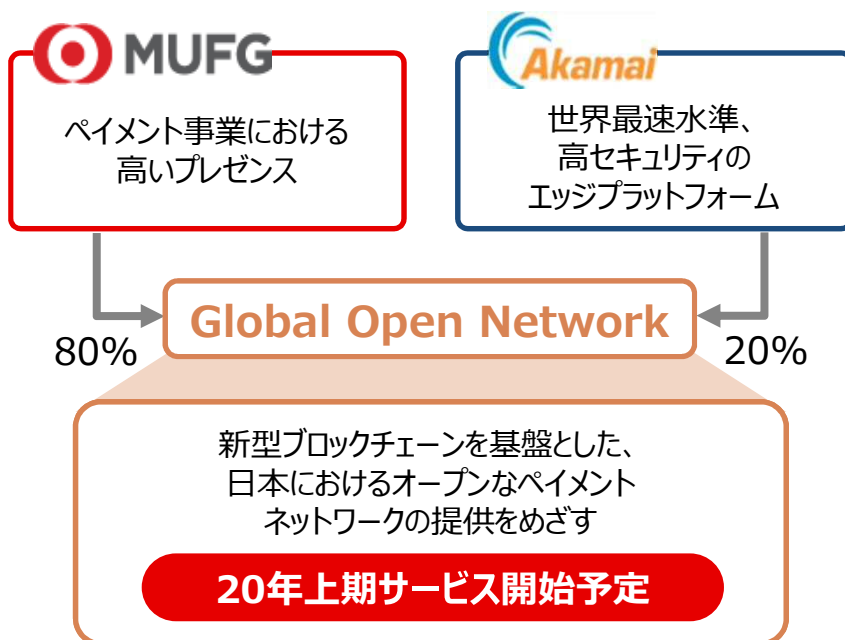 MUFG
ペイメント事業における
高いプレゼンス
Akamai
世界最速水準、
高セキュリティの
エッジプラットフォーム
80%
Global Open Network
20%
新型ブロックチェーンを基盤とした、
日本におけるオープンなペイメント
ネットワークの提供をめざす
20年上期サービス開始予定